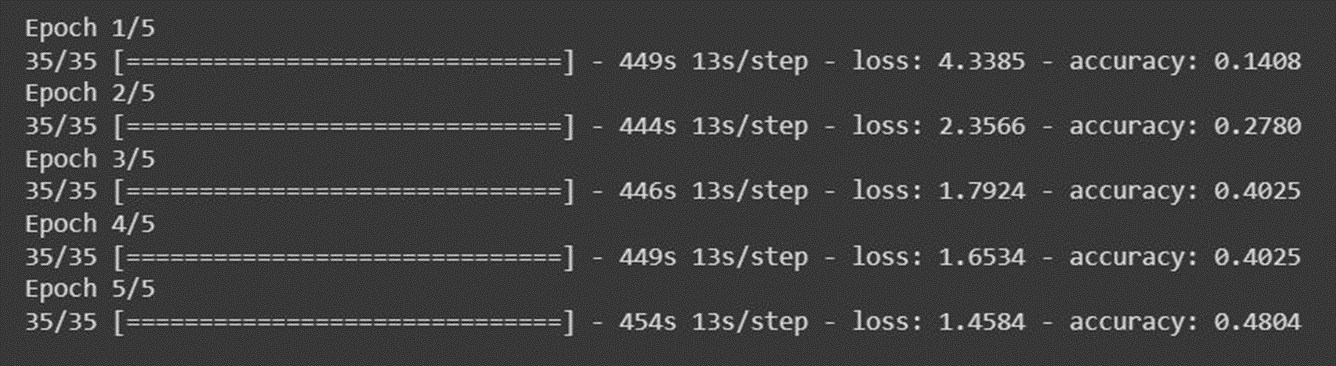 Epoch 1/5
35/35 [==============================] - 449s 13s/step - loss: 4.3385 - accuracy: 0.1408
Epoch 2/5
35/35 [==============================] - 444s 13s/step - loss: 2.3566 - accuracy: 0.2780
Epoch 3/5
35/35 [==============================] - 446s 13s/step - loss: 1.7924 - accuracy: 0.4025
Epoch 4/5
35/35 [==============================] - 449s 13s/step - loss: 1.6534 - accuracy: 0.4025
Epoch 5/5
35/35 [==============================] - 454s 13s/step - loss: 1.4584 - accuracy: 0.4804